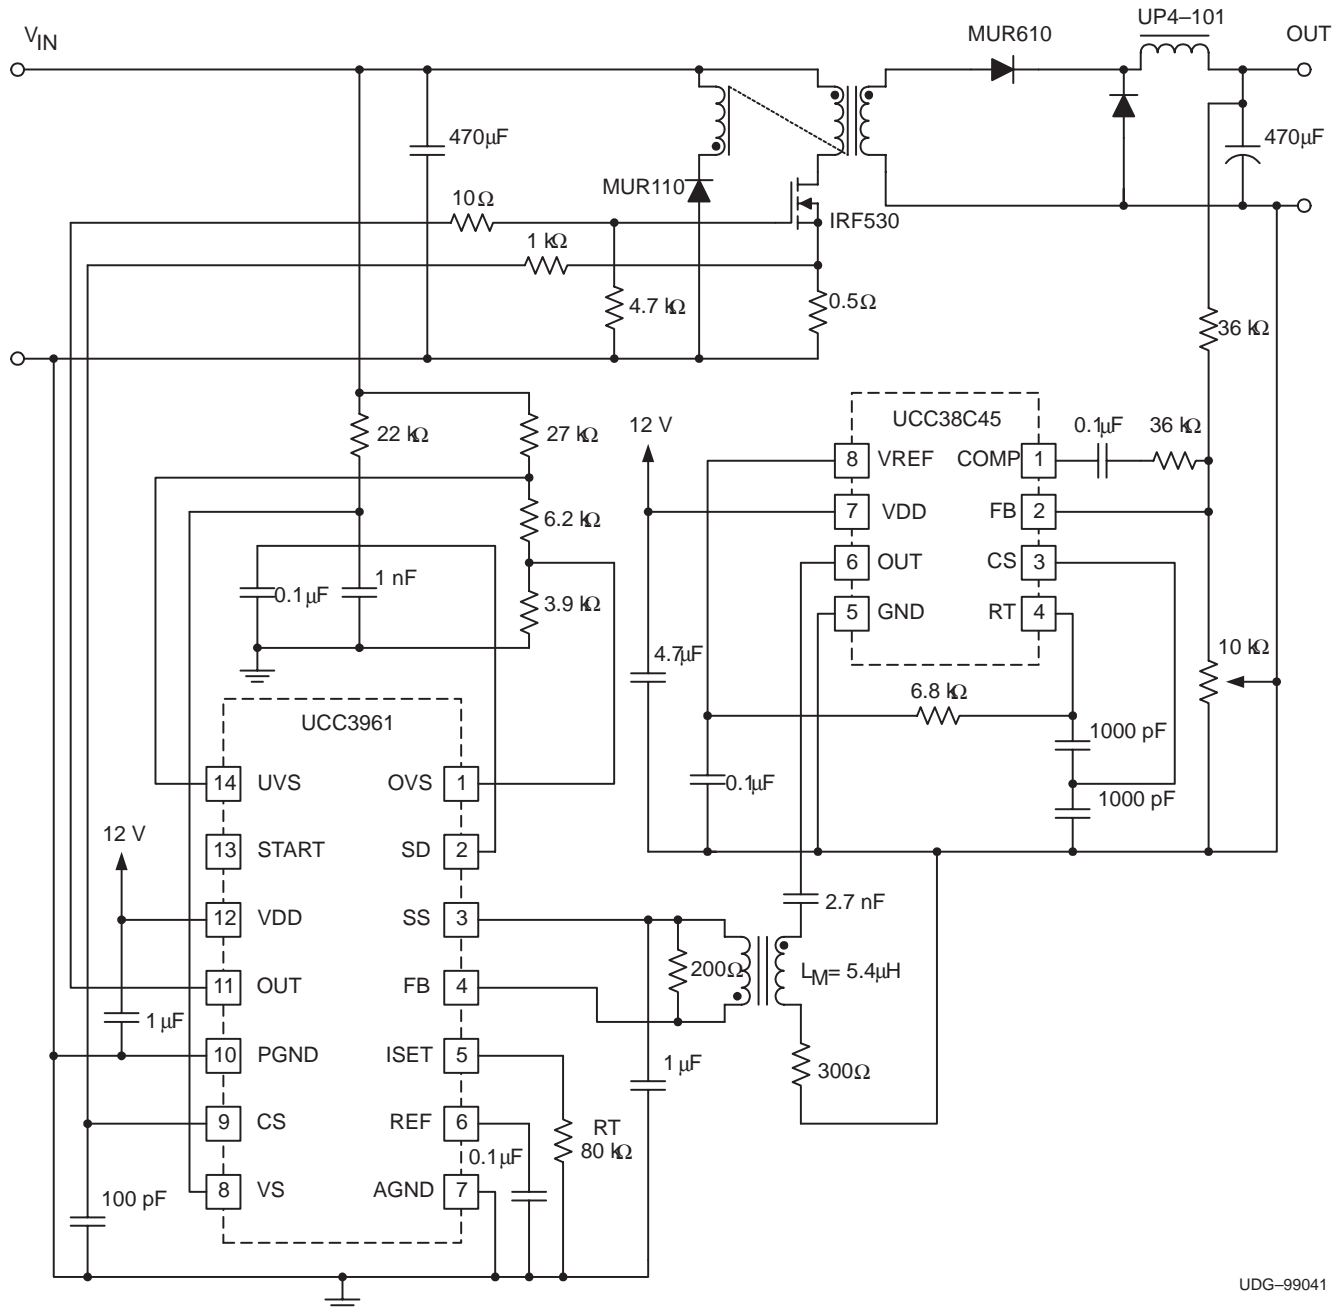 UP4–101
MUR610
OUT
VIN
470µF
470µF
MUR110
10Ω
IRF530
1 kΩ
4.7 kΩ
0.5Ω
36 kΩ
22 kΩ
27 kΩ
12 V
UCC38C45
0.1µF
36 kΩ
8 VREF COMP 1
7 VDD FB 2
6 OUT CS 3
5 GND RT 4
6.2 kΩ
0.1µF
1 nF
3.9 kΩ
4.7µF
10 kΩ
6.8 kΩ
1000 pF
0.1µF
1000 pF
UCC3961
14 UVS OVS 1
12 V
13 START SD 2
2.7 nF
12 VDD SS 3
200Ω
LM= 5.4µH
11 OUT FB 4
1 µF
10 PGND ISET 5
1 µF
300Ω
9 CS REF 6
RT
80 kΩ
0.1µF
100 pF
8 VS AGND 7
UDG–99041